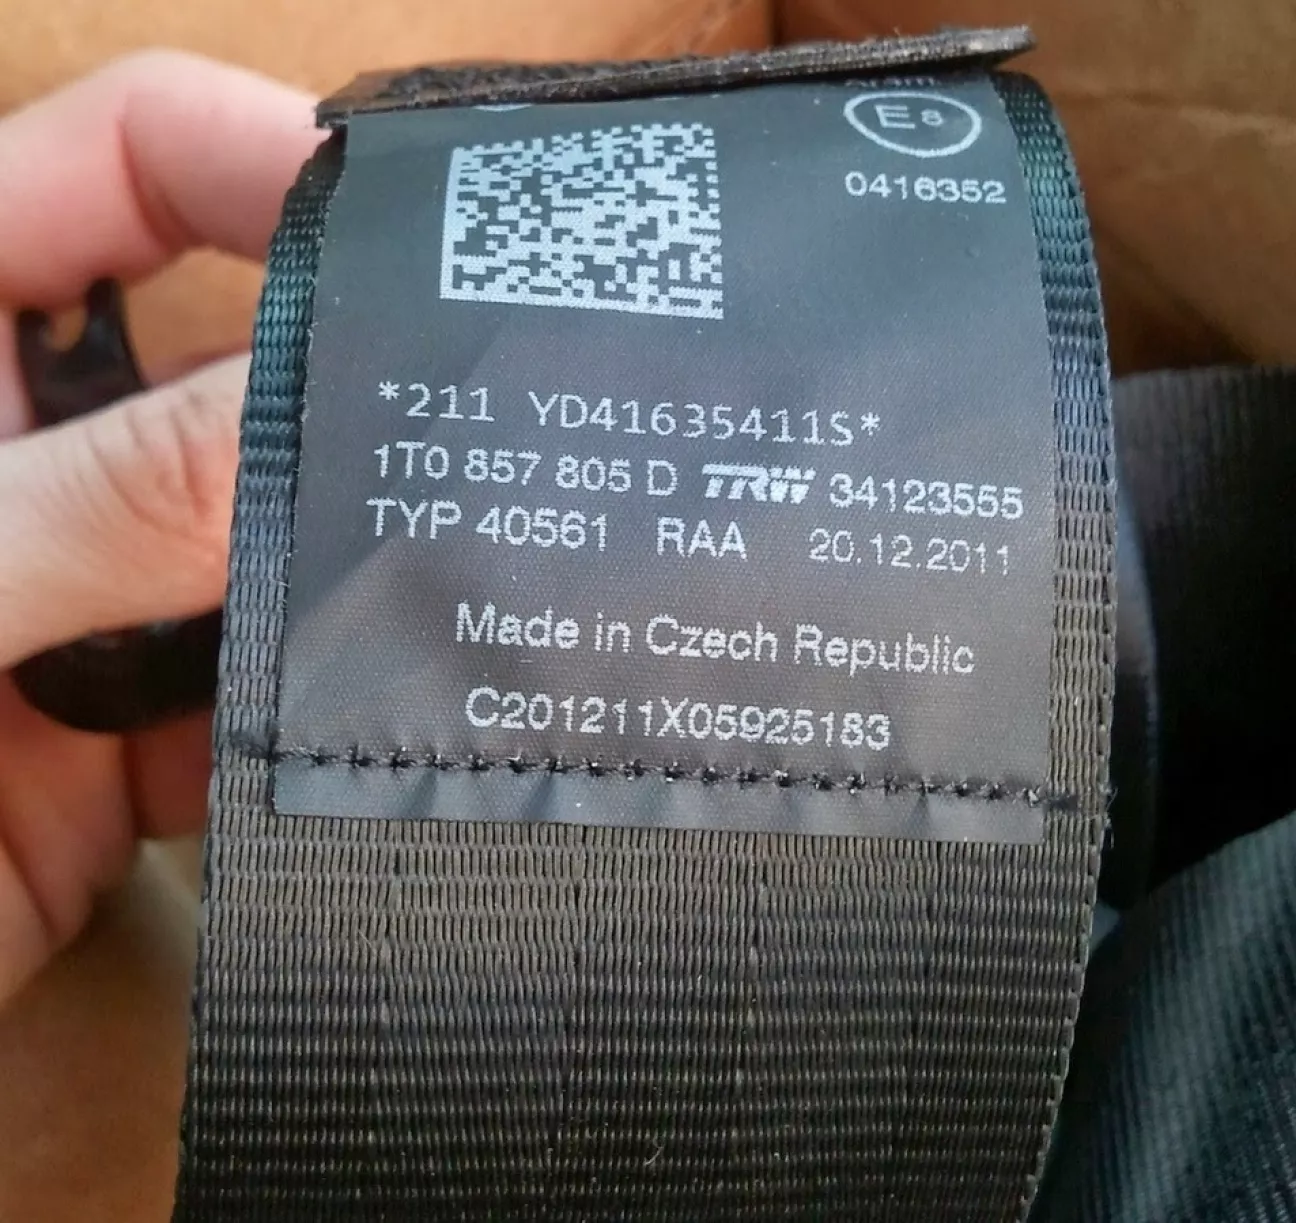 E8
0416352
*211 YD41635411S*
1T0 857 805 D TRW 34123555
TYP 40561 RAA 20.12.2011
Made in Czech Republic
C201211X05925183